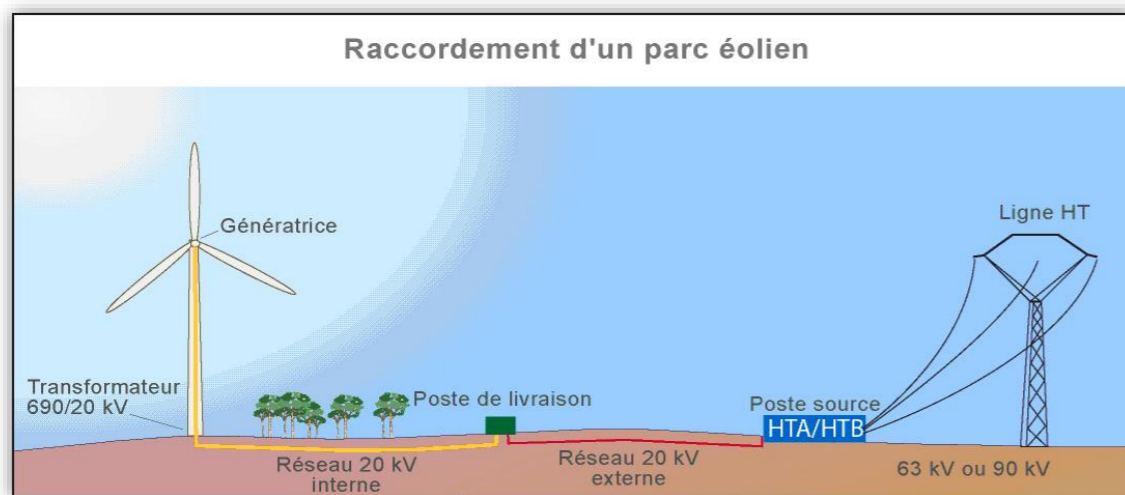 Raccordement d'un parc éolien
Génératrice
Ligne HT
Transformateur
690/20 kV
Poste de livraison
Poste source
HTA/HTB
Réseau 20 kV
interne
Réseau 20 kV
externe
63 kV ou 90 kV